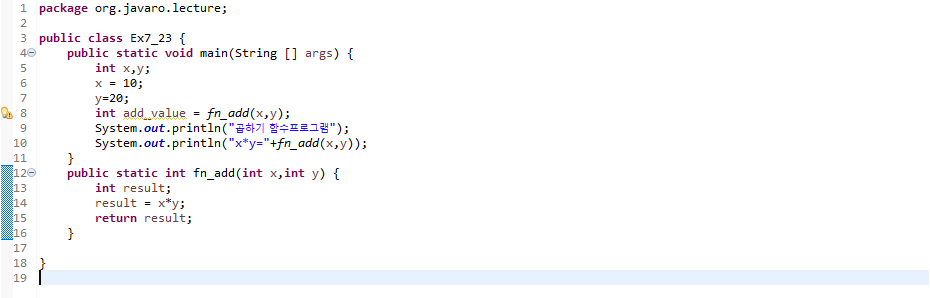 1 package org.javaro.lecture;
2
3 public class Ex7_23 {
4 public static void main(String [] args) {
5 int x,y;
6 x = 10;
7 y=20;
8 int add_value = fn_add(x,y);
9 System.out.println("곱하기 함수프로그램");
10 System.out.println("x*y="+fn_add(x,y));
11 }
12 public static int fn_add(int x,int y) {
13 int result;
14 result = x*y;
15 return result;
16 }
17
18 }
19